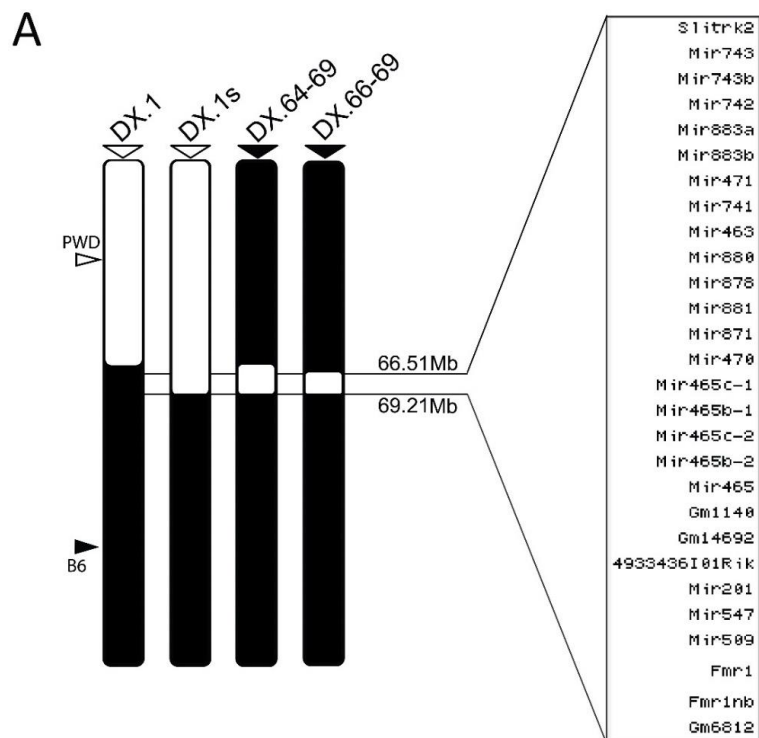 A
DX.1
DX.1s
DX.64-69
DX.66-69
PWD
B6
66.51Mb
69.21Mb
Slitrk2
Mir743
Mir743b
Mir742
Mir883a
Mir883b
Mir471
Mir741
Mir463
Mir880
Mir878
Mir881
Mir871
Mir470
Mir465c-1
Mir465b-1
Mir465c-2
Mir465b-2
Mir465
Gm1140
Gm14692
4933436I01Rik
Mir201
Mir547
Mir509
Fmr1
Fmr1nb
Gm6812